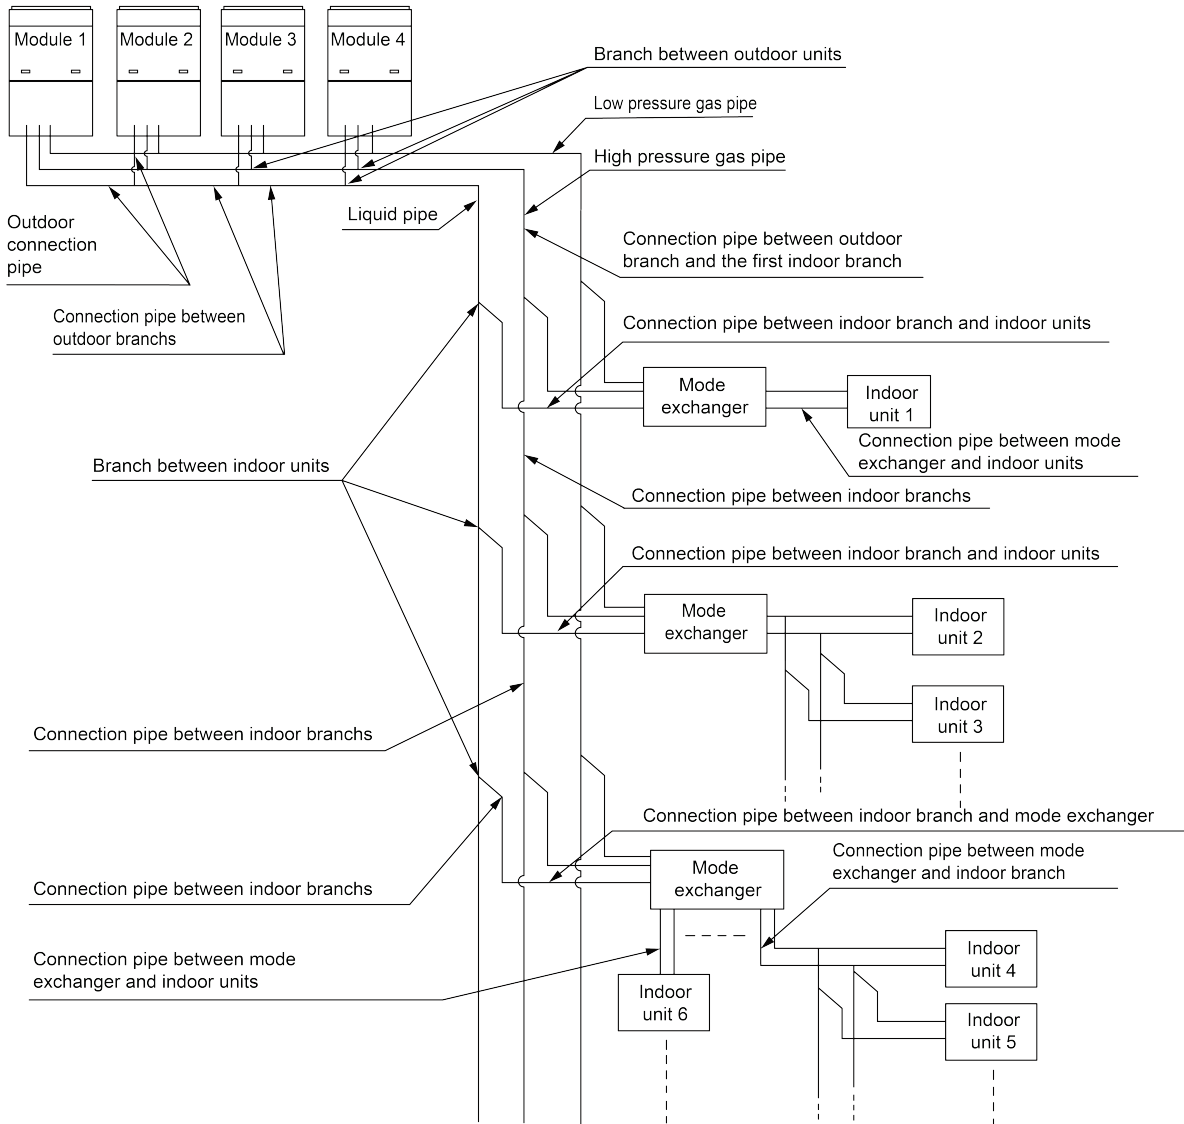 Module 1
Module 2
Module 3
Module 4
Branch between outdoor units
Low pressure gas pipe
High pressure gas pipe
Liquid pipe
Outdoor
connection
pipe
Connection pipe between outdoor
branch and the first indoor branch
Connection pipe between
outdoor branchs
Connection pipe between indoor branch and indoor units
Mode
exchanger
Indoor
unit 1
Connection pipe between mode
exchanger and indoor units
Branch between indoor units
Connection pipe between indoor branchs
Connection pipe between indoor branch and indoor units
Mode
exchanger
Indoor
unit 2
Indoor
unit 3
Connection pipe between indoor branchs
Connection pipe between indoor branch and mode exchanger
Mode
exchanger
Connection pipe between mode
exchanger and indoor branch
Connection pipe between indoor branchs
Connection pipe between mode
exchanger and indoor units
Indoor
unit 4
Indoor
unit 6
Indoor
unit 5